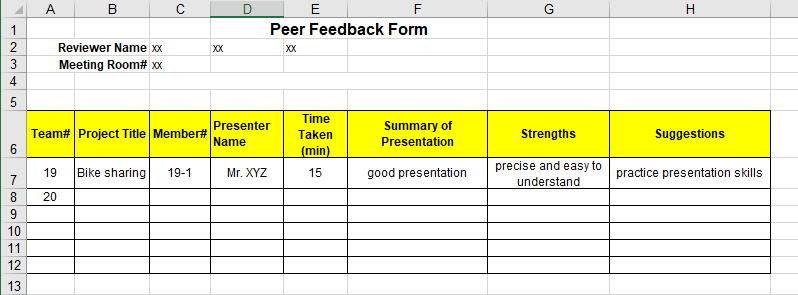 A B C D E F G H
1 Peer Feedback Form
2 Reviewer Name xx xx xx
3 Meeting Room# xx
4
5
6 Team# Project Title Member# Presenter Name Time Taken (min) Summary of Presentation Strengths Suggestions
7 19 Bike sharing 19-1 Mr. XYZ 15 good presentation precise and easy to understand practice presentation skills
8 20
9
10
11
12
13